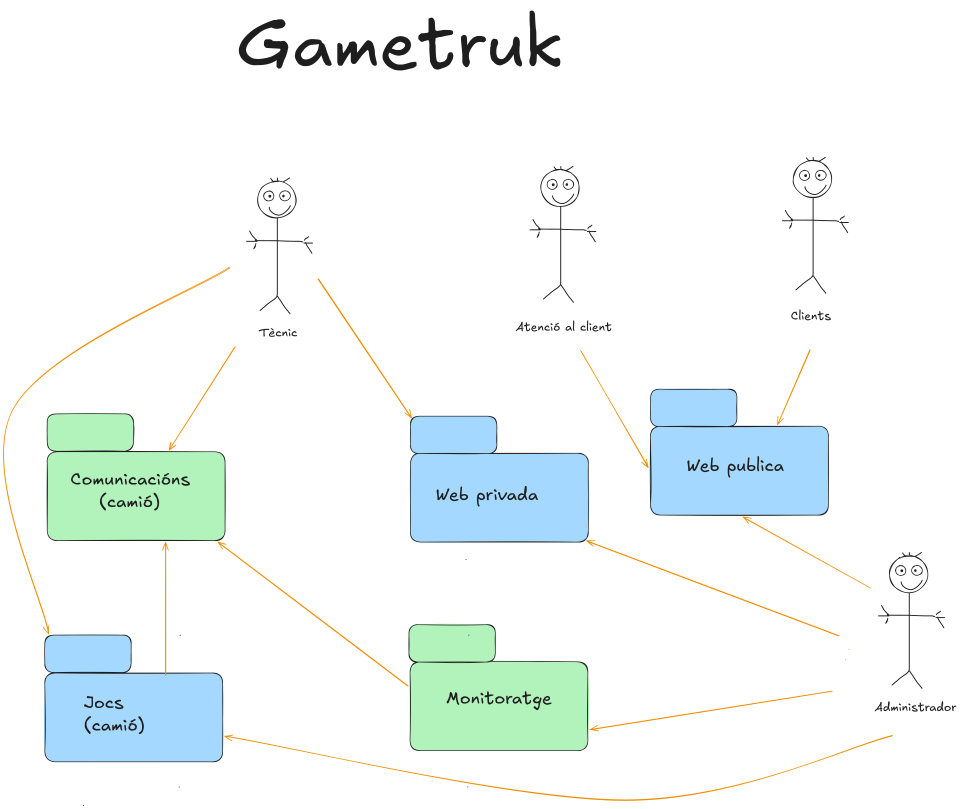 Gametruk
Tècnic
Atenció al client
Clients
Comunicacións
(camió)
Web privada
Web publica
Jocs
(camió)
Monitoratge
Administrador